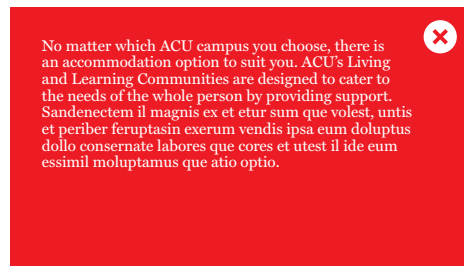 No matter which ACU campus you choose, there is
an accommodation option to suit you. ACU’s Living
and Learning Communities are designed to cater to
the needs of the whole person by providing support.
Sandenectem il magnis ex et etur sum que volest, untis
et periber feruptasin exerum vendis ipsa eum doluptus
dollo consernate labores que cores et utest il ide eum
essimil moluptamus que atio optio.